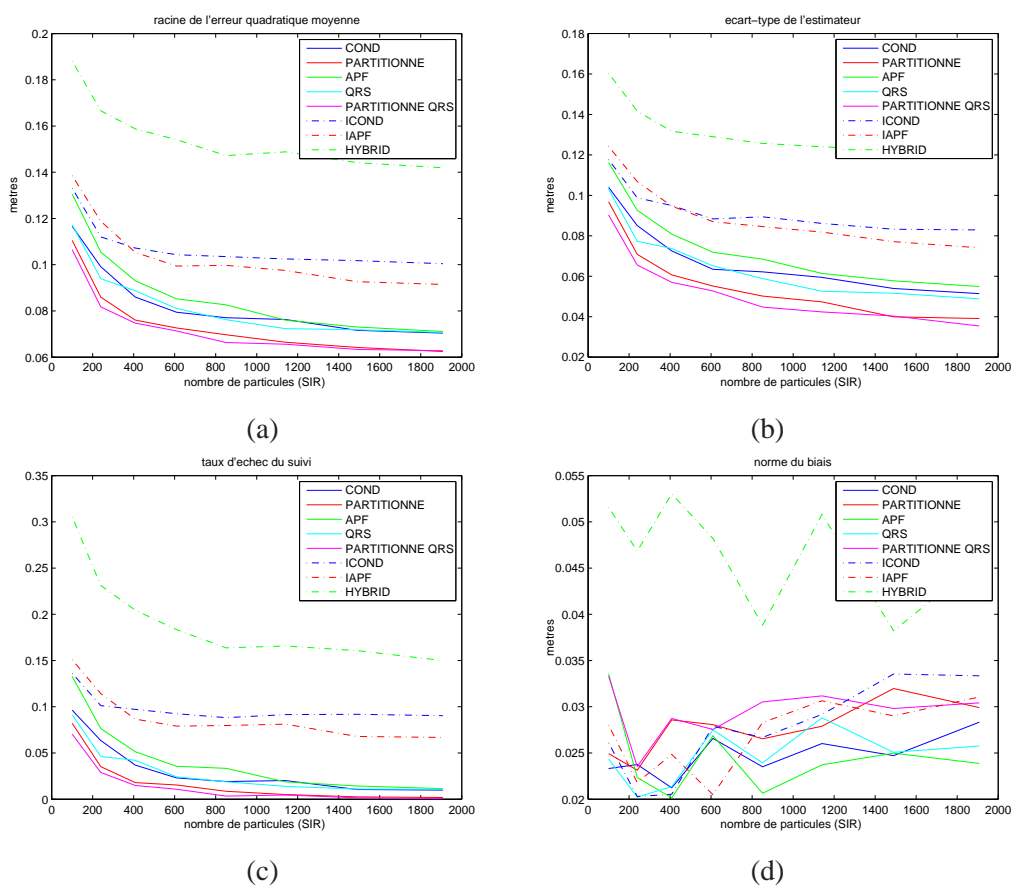 racine de l'erreur quadratique moyenne
0.2
0.18
0.16
0.14
0.12
0.1
0.08
0.06
metres
0 200 400 600 800 1000 1200 1400 1600 1800 2000
nombre de particules (SIR)
COND
PARTITIONNE
APF
QRS
PARTITIONNE QRS
ICOND
IAPF
HYBRID
(a)
ecart-type de l'estimateur
0.18
0.16
0.14
0.12
0.1
0.08
0.06
0.04
0.02
metres
0 200 400 600 800 1000 1200 1400 1600 1800 2000
nombre de particules (SIR)
COND
PARTITIONNE
APF
QRS
PARTITIONNE QRS
ICOND
IAPF
HYBRID
(b)
taux d'echec du suivi
0.35
0.3
0.25
0.2
0.15
0.1
0.05
0
0 200 400 600 800 1000 1200 1400 1600 1800 2000
nombre de particules (SIR)
COND
PARTITIONNE
APF
QRS
PARTITIONNE QRS
ICOND
IAPF
HYBRID
(c)
norme du biais
0.055
0.05
0.045
0.04
0.035
0.03
0.025
0.02
metres
0 200 400 600 800 1000 1200 1400 1600 1800 2000
nombre de particules (SIR)
COND
PARTITIONNE
APF
QRS
PARTITIONNE QRS
ICOND
IAPF
HYBRID
(d)